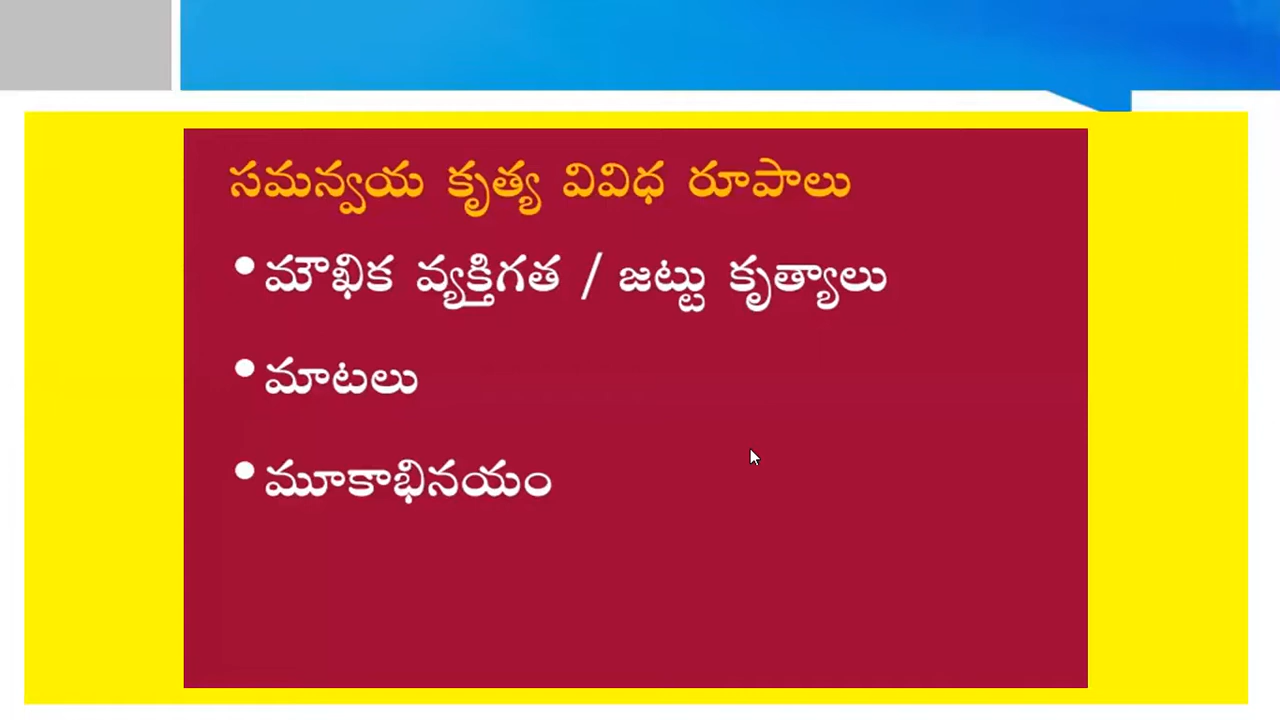 సమన్వయ కృత్య వివిధ రూపాలు
•మౌఖిక వ్యక్తిగత / జట్టు కృత్యాలు
•మాటలు
•మూకాభినయం